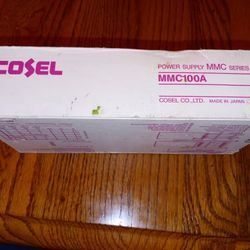 COSEL
POWER SUPPLY MMC SERIES
MMC100A
COSEL CO., LTD. MADE IN JAPAN